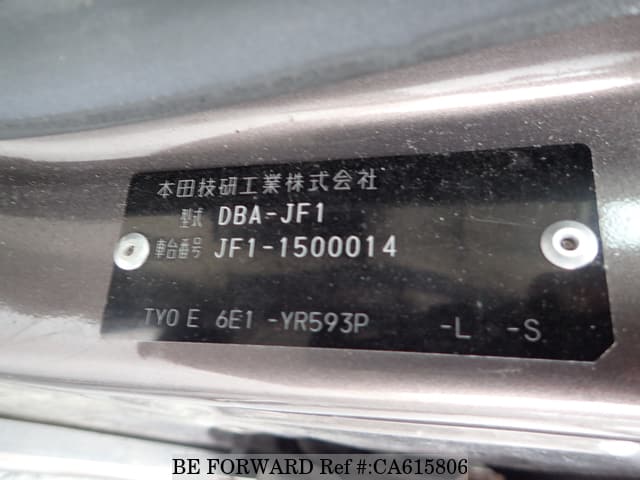 本田技研工業株式会社
型式 DBA-JF1
車台番号 JF1-1500014
TYO E 6E1 -YR593P -L -S
BE FORWARD Ref #:CA615806